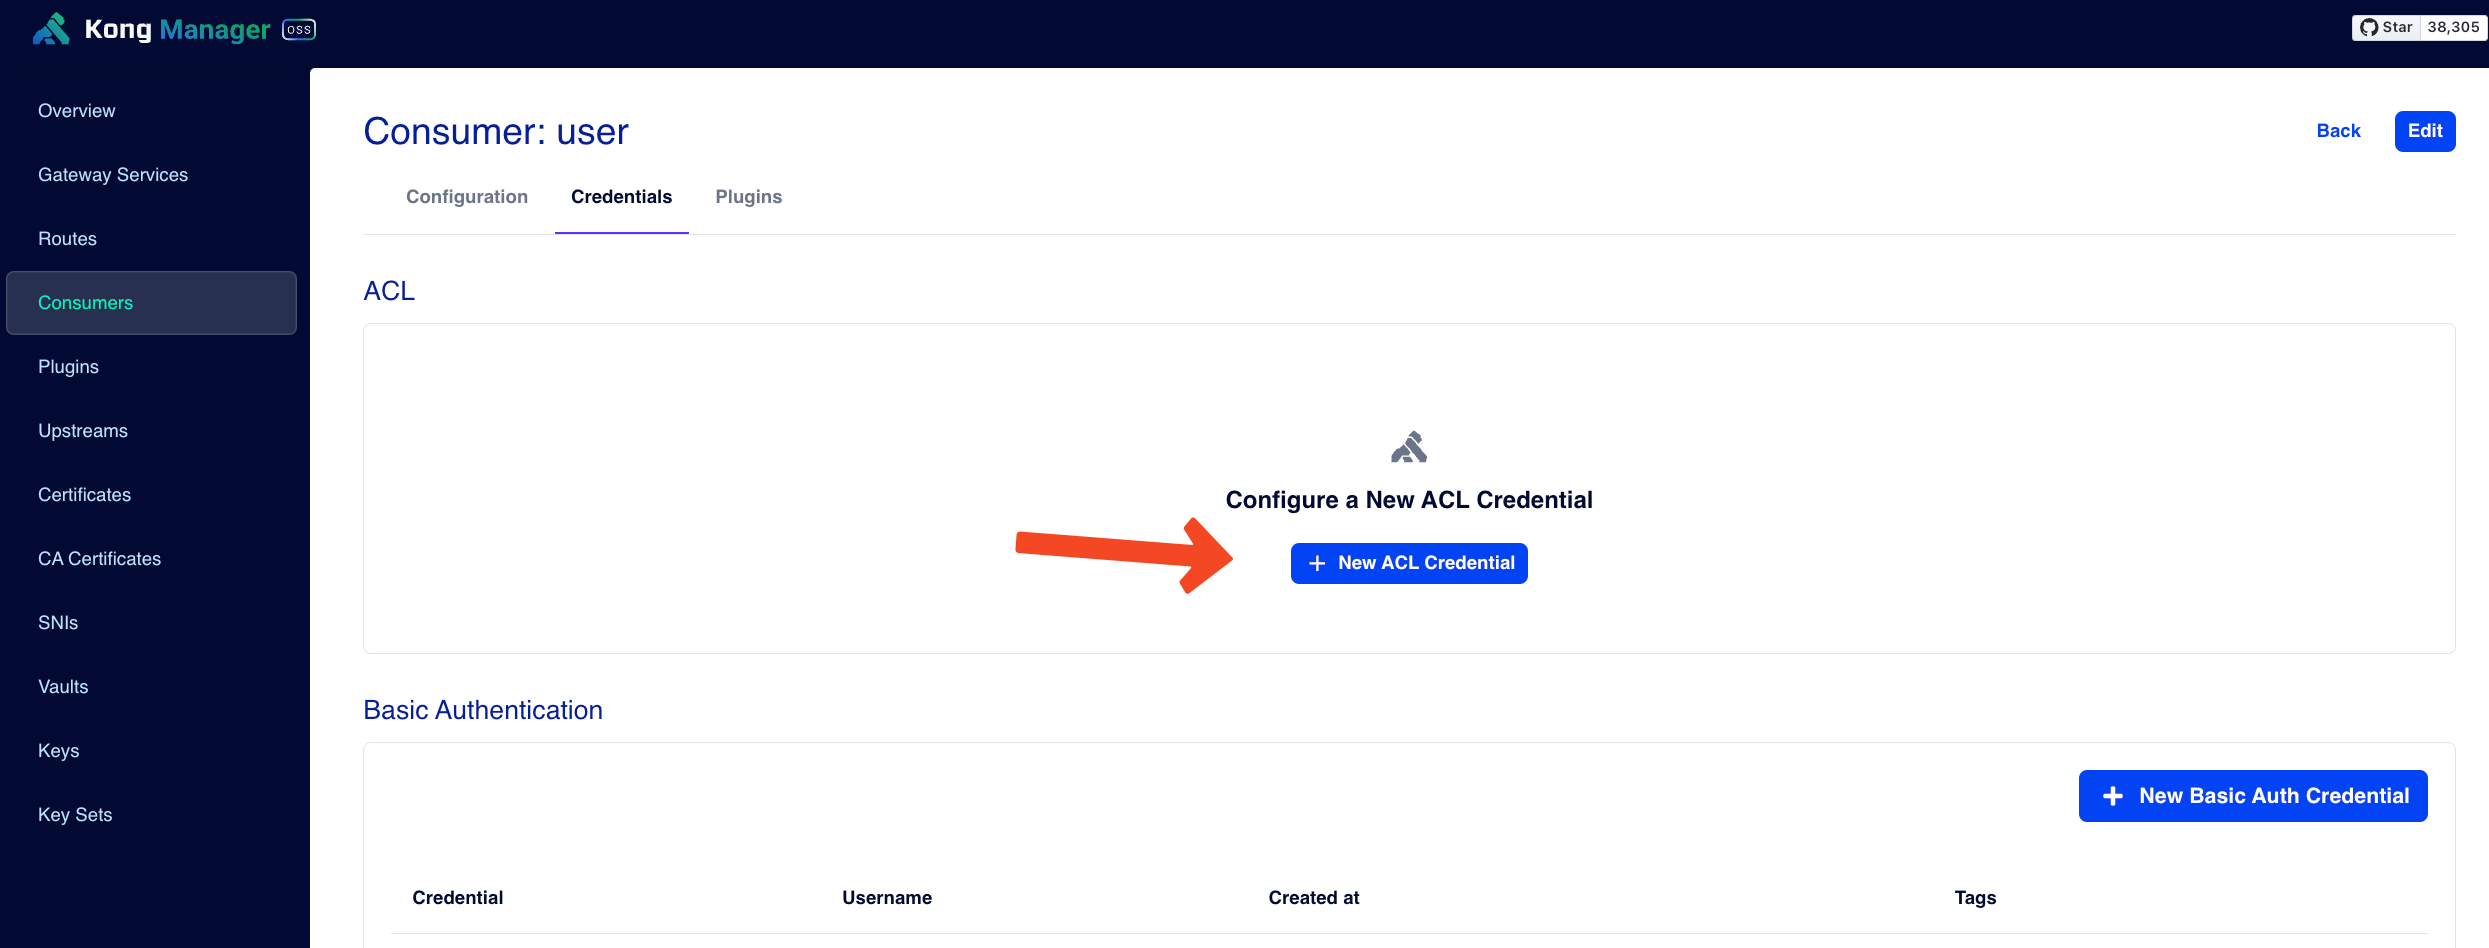 Kong Manager OSS
Star 38,305
Overview
Gateway Services
Routes
Consumers
Plugins
Upstreams
Certificates
CA Certificates
SNIs
Vaults
Keys
Key Sets
Consumer: user
Back Edit
Configuration Credentials Plugins
ACL
Configure a New ACL Credential
+ New ACL Credential
Basic Authentication
+ New Basic Auth Credential
Credential Username Created at Tags